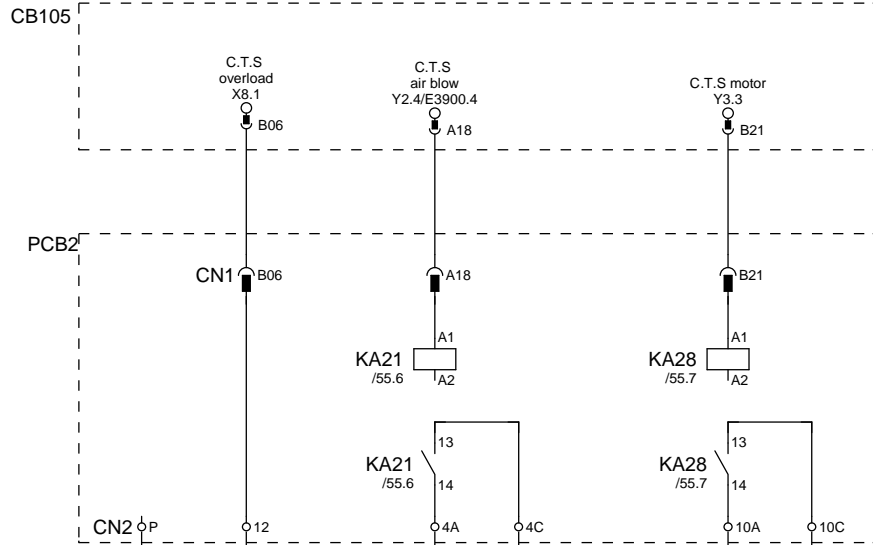 CB105
C.T.S
overload
X8.1
C.T.S
air blow
Y2.4/E3900.4
C.T.S motor
Y3.3
B06
A18
B21
PCB2
CN1
B06
A18
B21
A1
A1
KA21
/55.6
KA28
/55.7
A2
A2
13
13
KA21
/55.6
KA28
/55.7
14
14
CN2
P
12
4A
4C
10A
10C